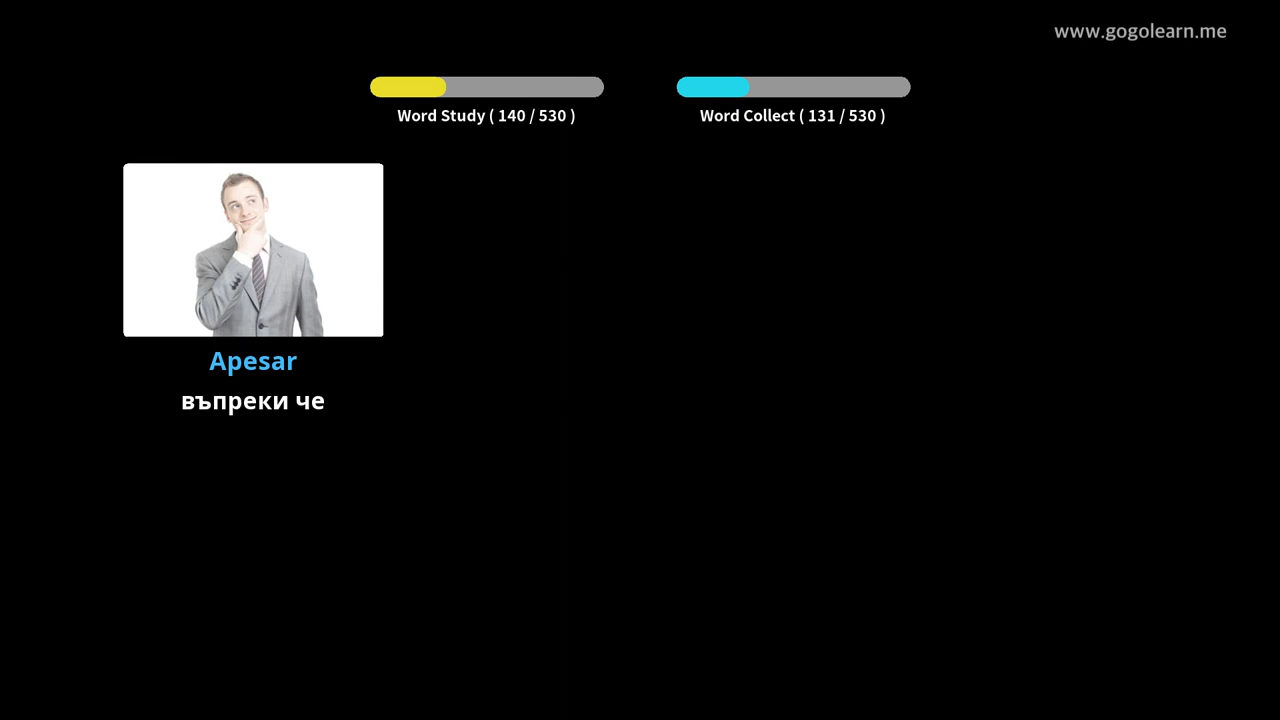 www.gogolearn.me
Word Study ( 140 / 530 )
Word Collect ( 131 / 530 )
Apesar
въпреки че